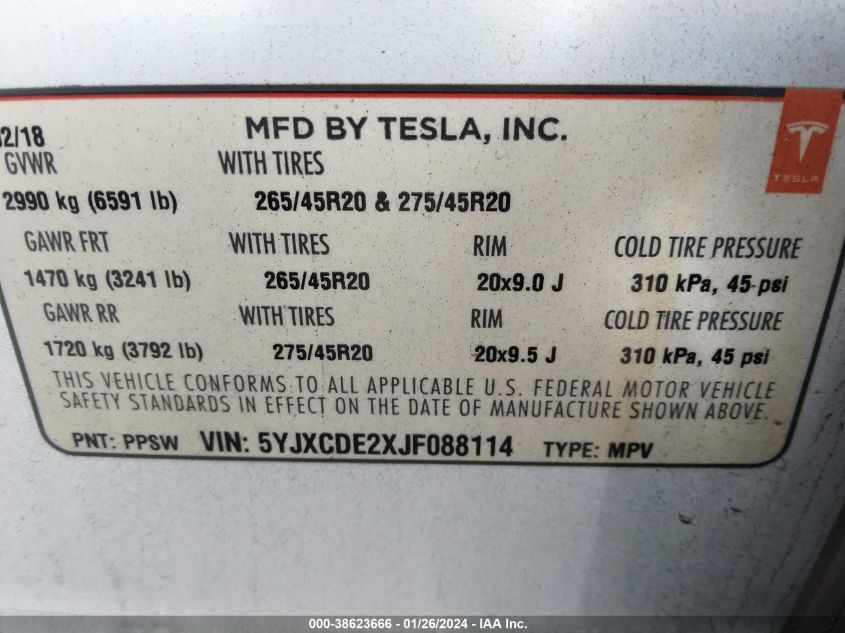 2/18 MFD BY TESLA, INC.
TESLA
GVWR WITH TIRES
2990 kg (6591 lb) 265/45R20 & 275/45R20
GAWR FRT WITH TIRES RIM COLD TIRE PRESSURE
1470 kg (3241 lb) 265/45R20 20x9.0 J 310 kPa, 45 psi
GAWR RR WITH TIRES RIM COLD TIRE PRESSURE
1720 kg (3792 lb) 275/45R20 20x9.5 J 310 kPa, 45 psi
THIS VEHICLE CONFORMS TO ALL APPLICABLE U.S. FEDERAL MOTOR VEHICLE
SAFETY STANDARDS IN EFFECT ON THE DATE OF MANUFACTURE SHOWN ABOVE.
PNT: PPSW VIN: 5YJXCDE2XJF088114 TYPE: MPV
000-38623666 - 01/26/2024 - IAA Inc.